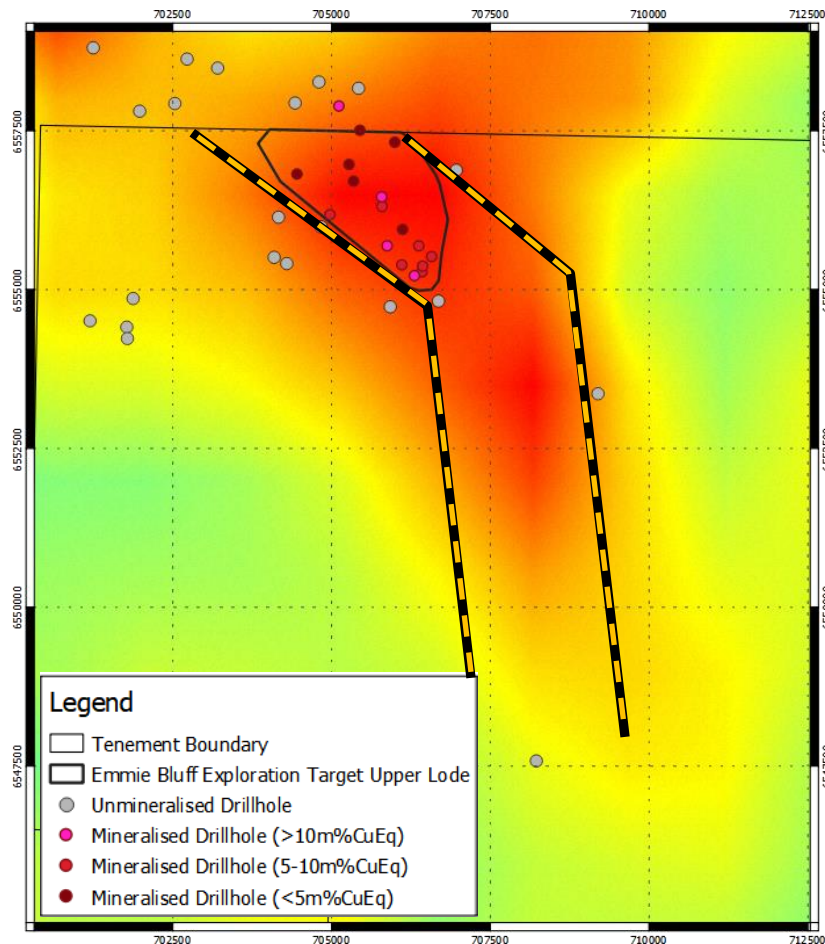 702500 705000 707500 710000 712500
6557500
6555000
6552500
6550000
6547500
Legend
Tenement Boundary
Emmie Bluff Exploration Target Upper Lode
Unmineralised Drillhole
Mineralised Drillhole (>10m%CuEq)
Mineralised Drillhole (5-10m%CuEq)
Mineralised Drillhole (<5m%CuEq)
702500 705000 707500 710000 712500